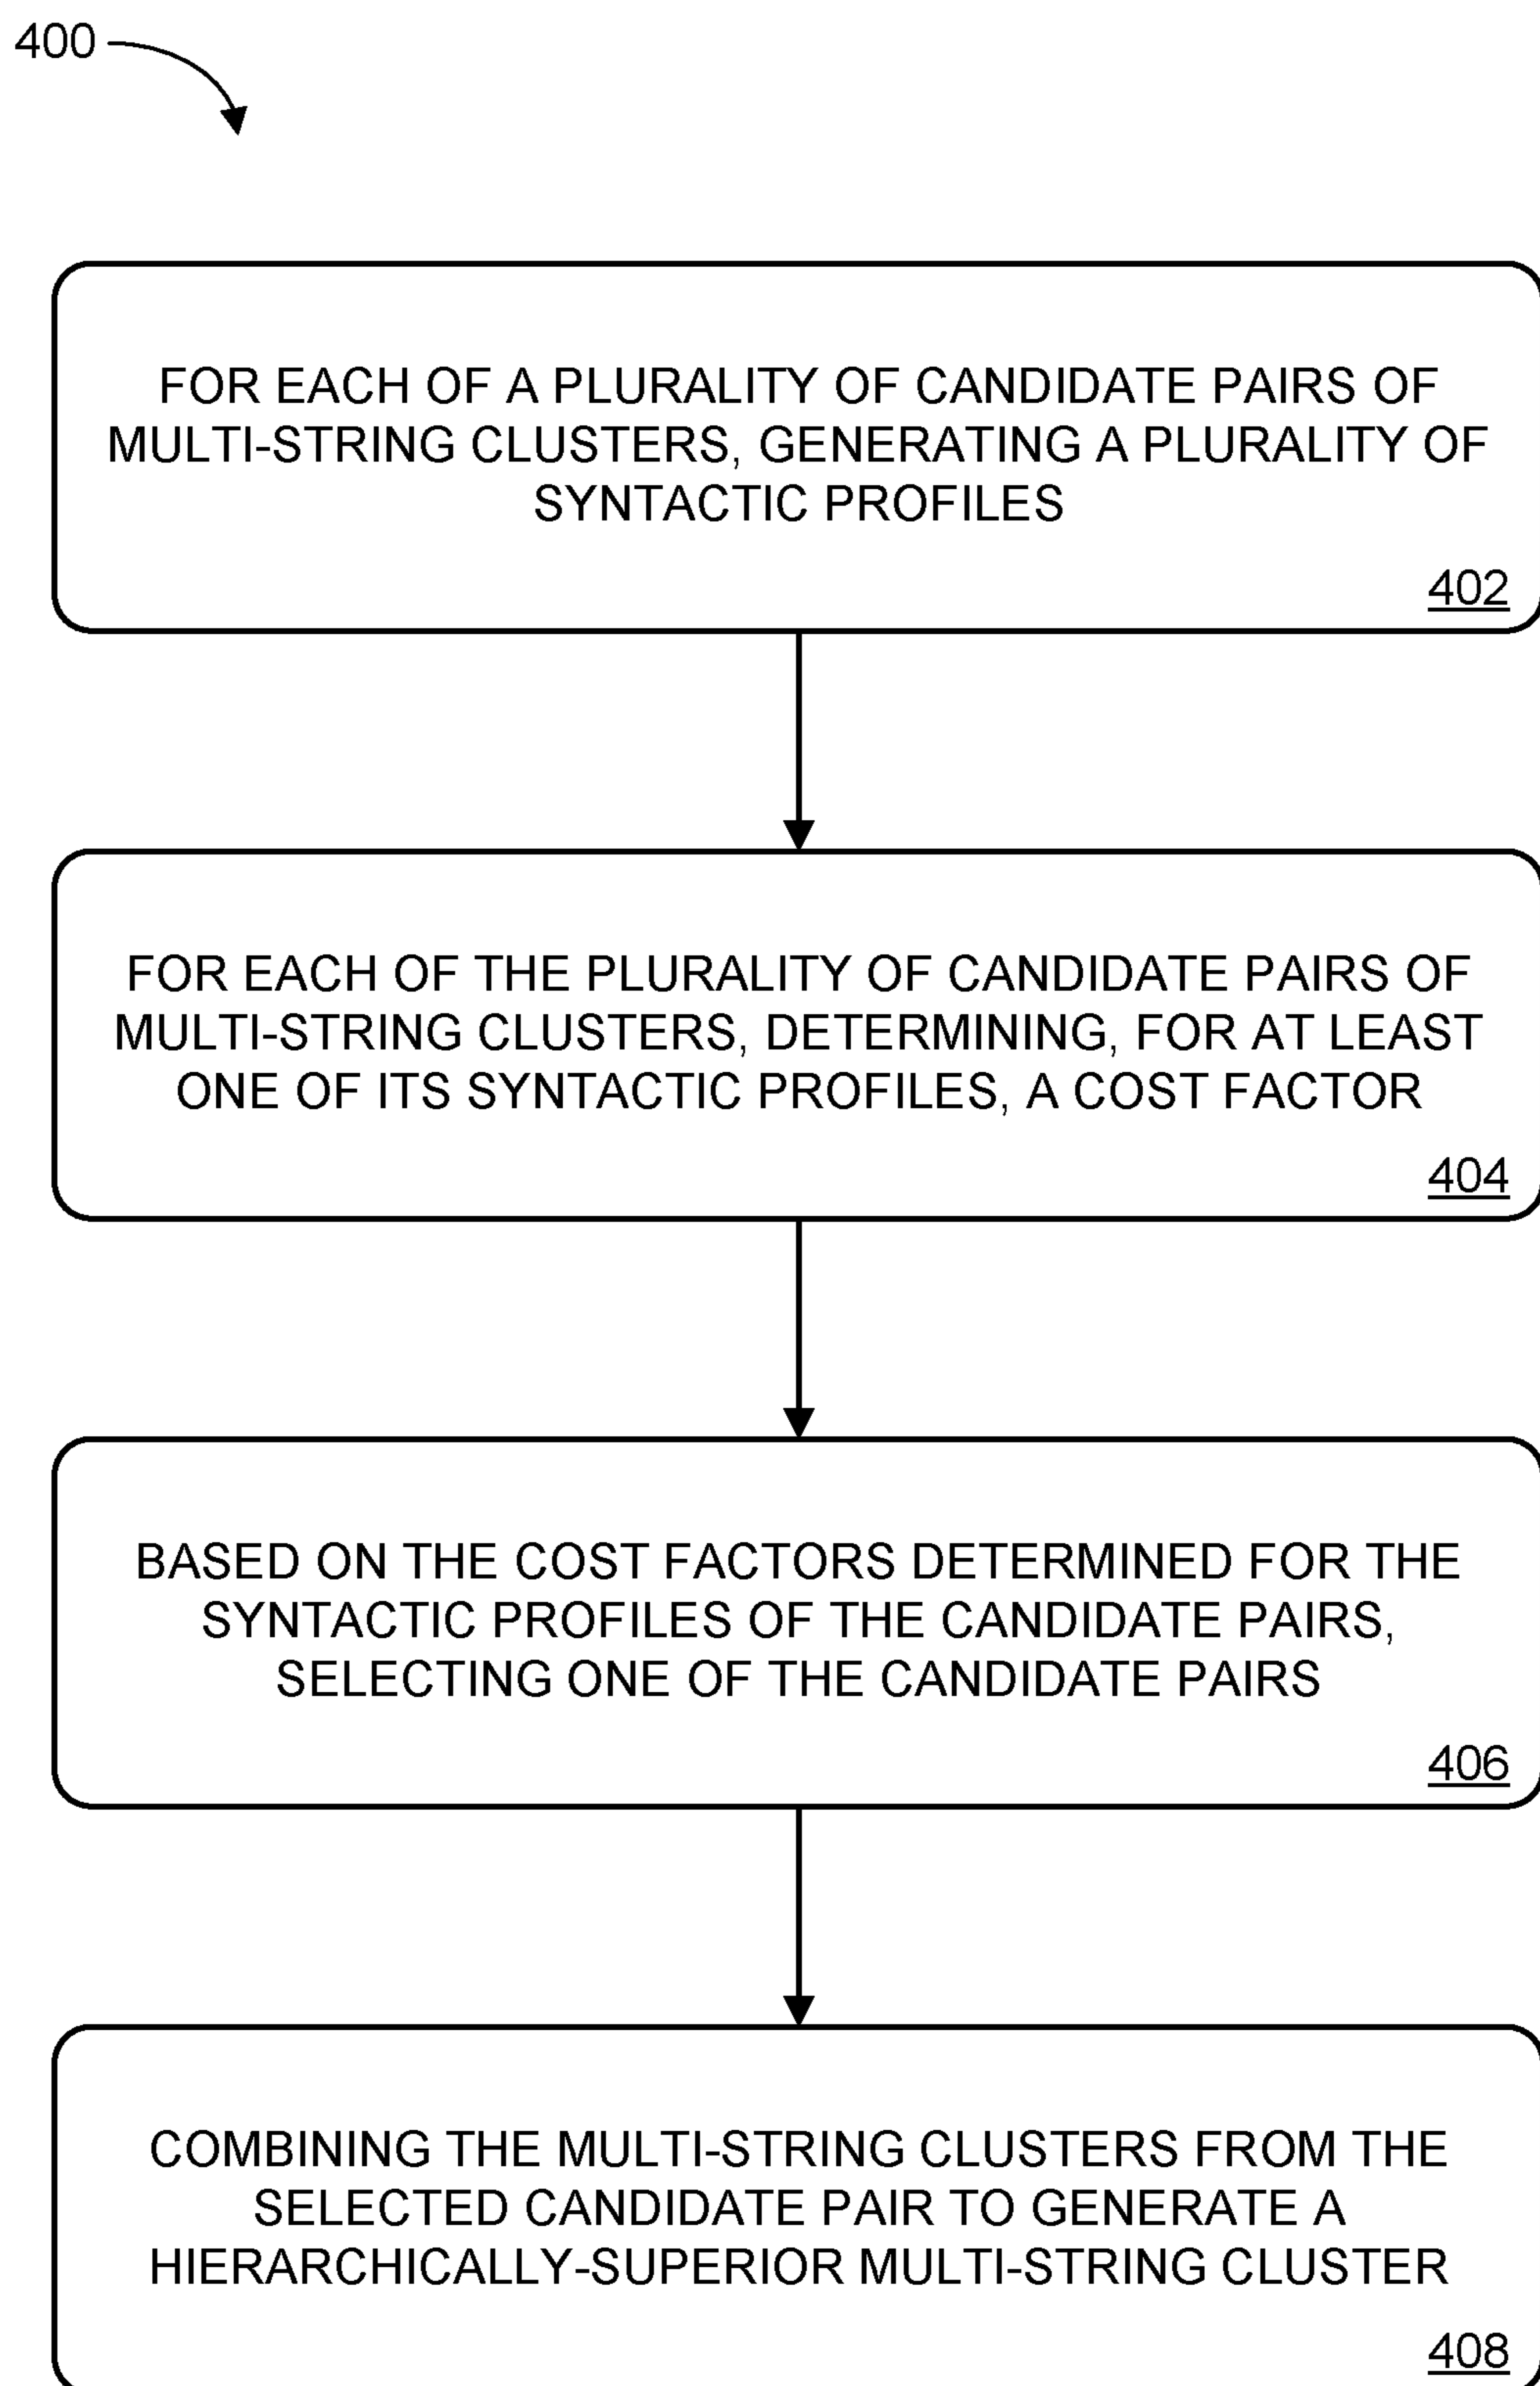 400
FOR EACH OF A PLURALITY OF CANDIDATE PAIRS OF
MULTI-STRING CLUSTERS, GENERATING A PLURALITY OF
SYNTACTIC PROFILES
402
FOR EACH OF THE PLURALITY OF CANDIDATE PAIRS OF
MULTI-STRING CLUSTERS, DETERMINING, FOR AT LEAST
ONE OF ITS SYNTACTIC PROFILES, A COST FACTOR
404
BASED ON THE COST FACTORS DETERMINED FOR THE
SYNTACTIC PROFILES OF THE CANDIDATE PAIRS,
SELECTING ONE OF THE CANDIDATE PAIRS
406
COMBINING THE MULTI-STRING CLUSTERS FROM THE
SELECTED CANDIDATE PAIR TO GENERATE A
HIERARCHICALLY-SUPERIOR MULTI-STRING CLUSTER
408